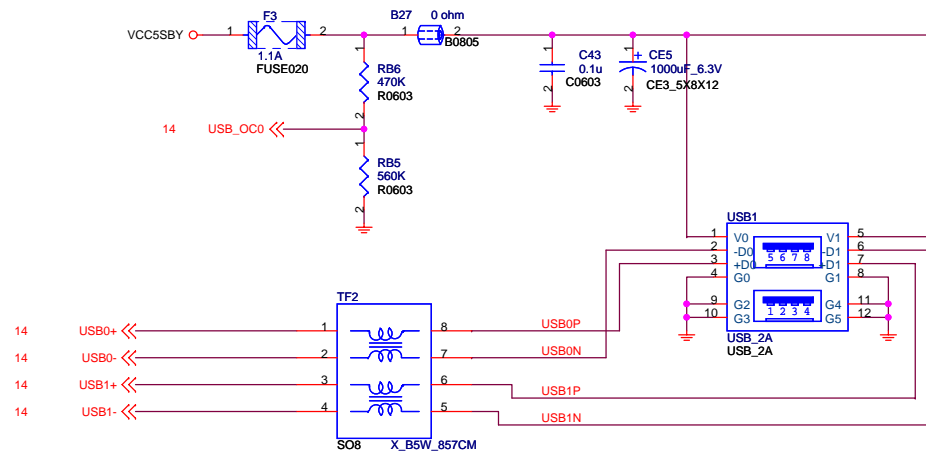 F3
B27 0 ohm
VCC5SBY 1 2 1 2
B0805
1.1A
FUSE020
1
RB6
470K
R0603
2
1
C43
0.1u
C0603
2
1
+ CE5
1000uF_6.3V
CE3_5X8X12
2
14 USB_OC0
1
RB5
560K
R0603
2
USB1
1 V0 V1 5
2 -D0 -D1 6
3 +D0 +D1 7
4 G0 G1 8
5 6 7 8
9 G2 G4 11
10 G3 G5 12
1 2 3 4
USB_2A
USB_2A
TF2
14 USB0+ 1 8 USB0P
14 USB0- 2 7 USB0N
14 USB1+ 3 6 USB1P
14 USB1- 4 5 USB1N
SO8 X_B5W_857CM